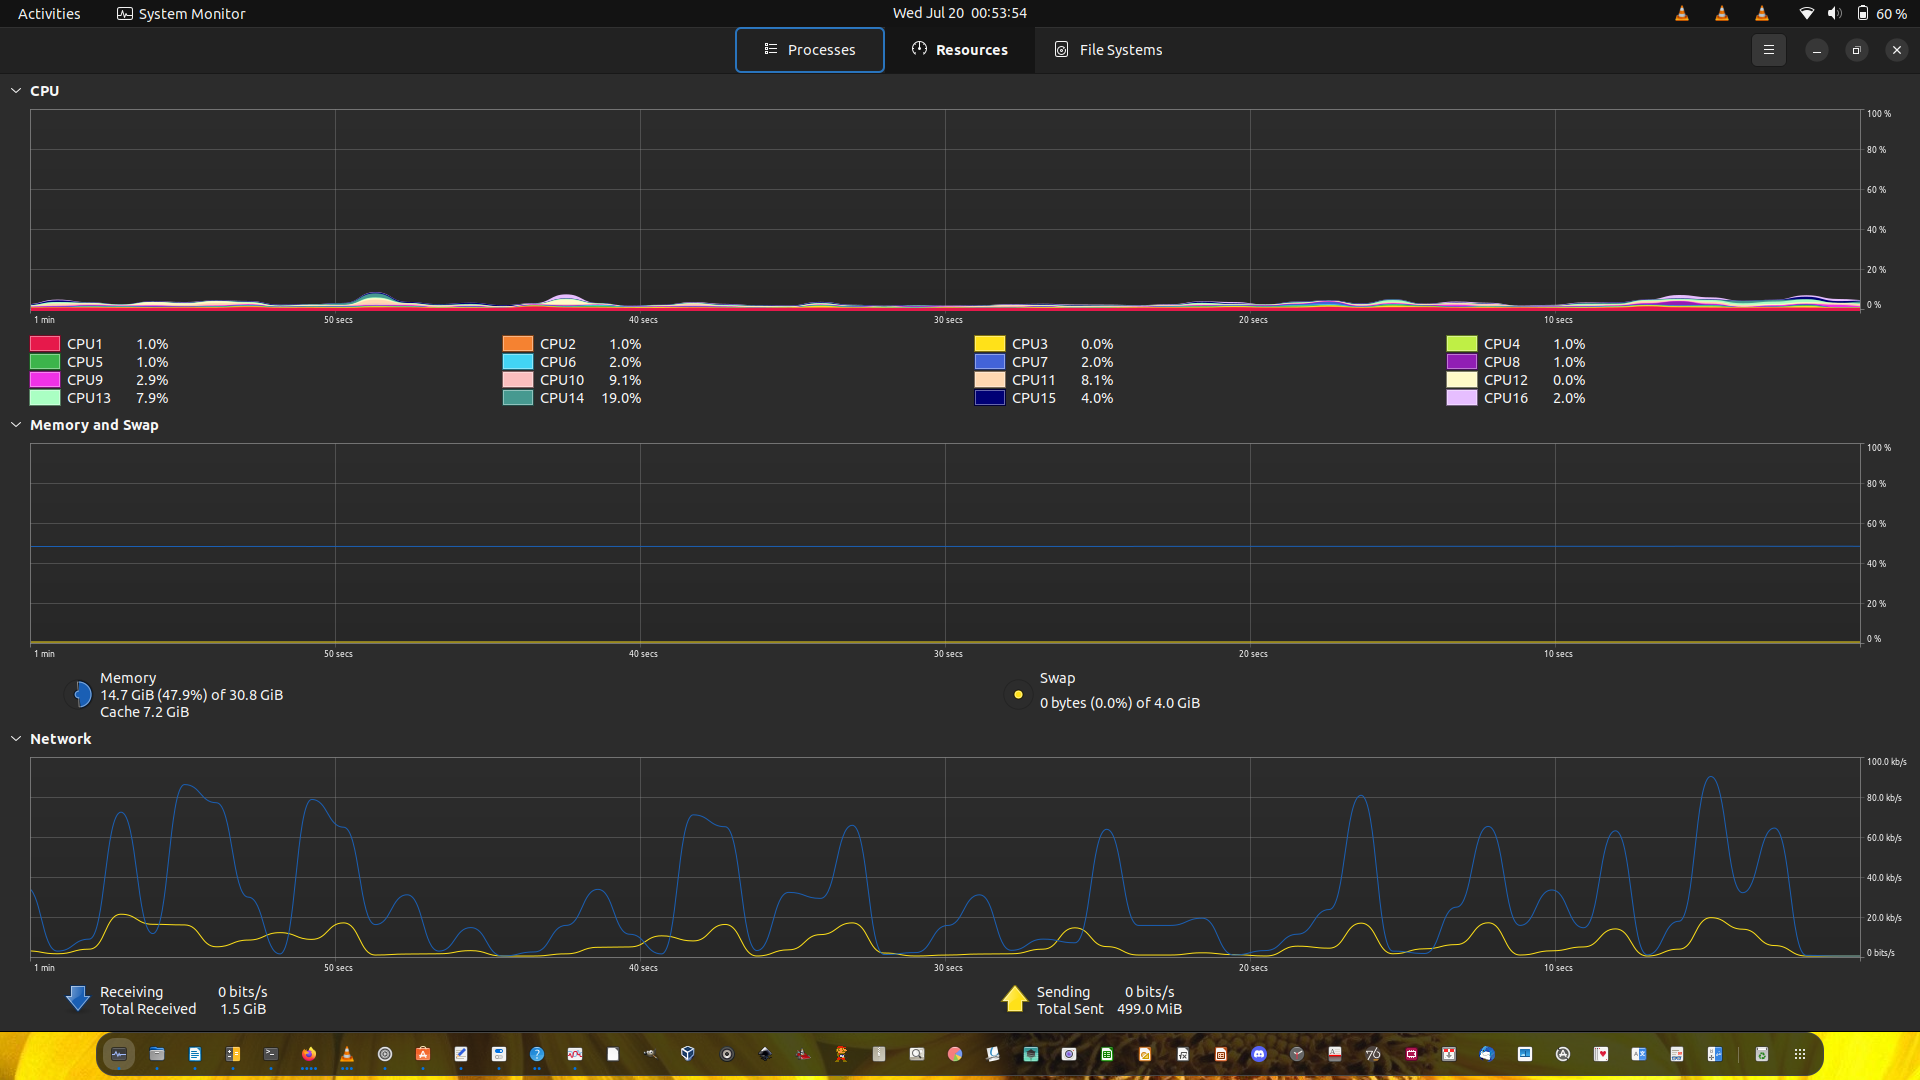 Activities System Monitor Wed Jul 20 00:53:54 60 %
Processes Resources File Systems
CPU
100 %
80 %
60 %
40 %
20 %
0 %
1 min 50 secs 40 secs 30 secs 20 secs 10 secs
CPU1 1.0% CPU2 1.0% CPU3 0.0% CPU4 1.0%
CPU5 1.0% CPU6 2.0% CPU7 2.0% CPU8 1.0%
CPU9 2.9% CPU10 9.1% CPU11 8.1% CPU12 0.0%
CPU13 7.9% CPU14 19.0% CPU15 4.0% CPU16 2.0%
Memory and Swap
100 %
80 %
60 %
40 %
20 %
0 %
1 min 50 secs 40 secs 30 secs 20 secs 10 secs
Memory
14.7 GiB (47.9%) of 30.8 GiB
Cache 7.2 GiB
Swap
0 bytes (0.0%) of 4.0 GiB
Network
100.0 kb/s
80.0 kb/s
60.0 kb/s
40.0 kb/s
20.0 kb/s
0 bits/s
1 min 50 secs 40 secs 30 secs 20 secs 10 secs
Receiving 0 bits/s
Total Received 1.5 GiB
Sending 0 bits/s
Total Sent 499.0 MiB
76